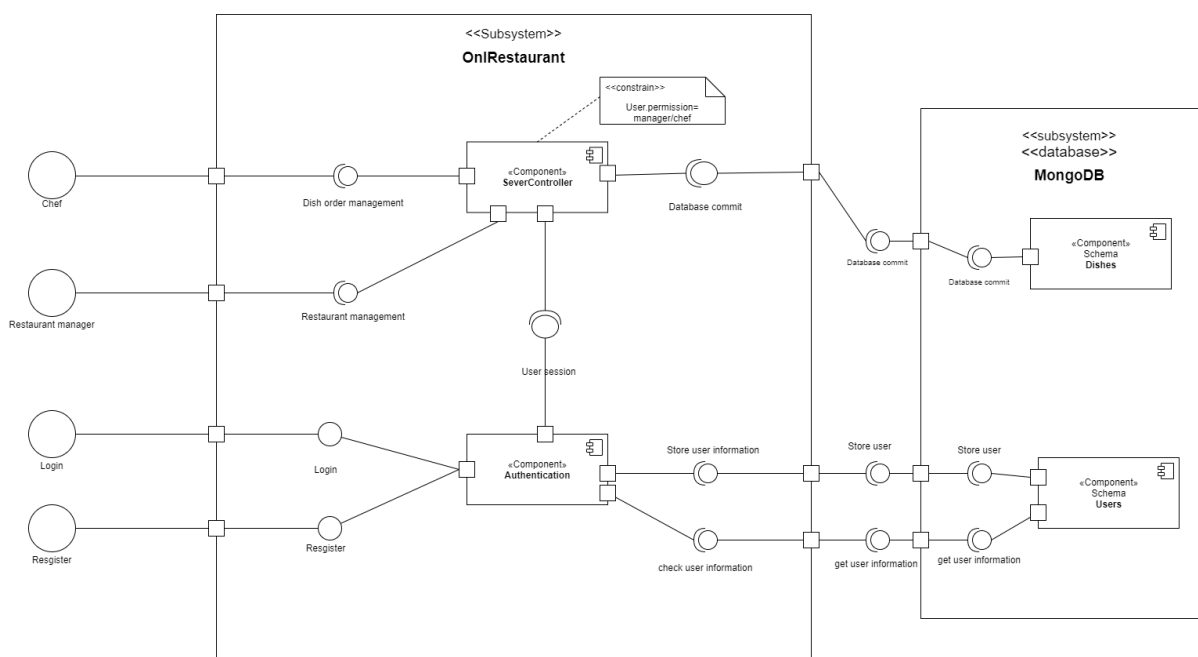 <<Subsystem>>
OnlRestaurant
<<constrain>>
User.permission=
manager/chef
<<subsystem>>
<<database>>
MongoDB
«Component»
SeverController
Chef
Dish order management
Database commit
Database commit
Database commit
«Component»
Schema
Dishes
Restaurant manager
Restaurant management
User session
Login
Login
«Component»
Authentication
Store user information
Store user
Store user
«Component»
Schema
Users
Resgister
Resgister
check user information
get user information
get user information